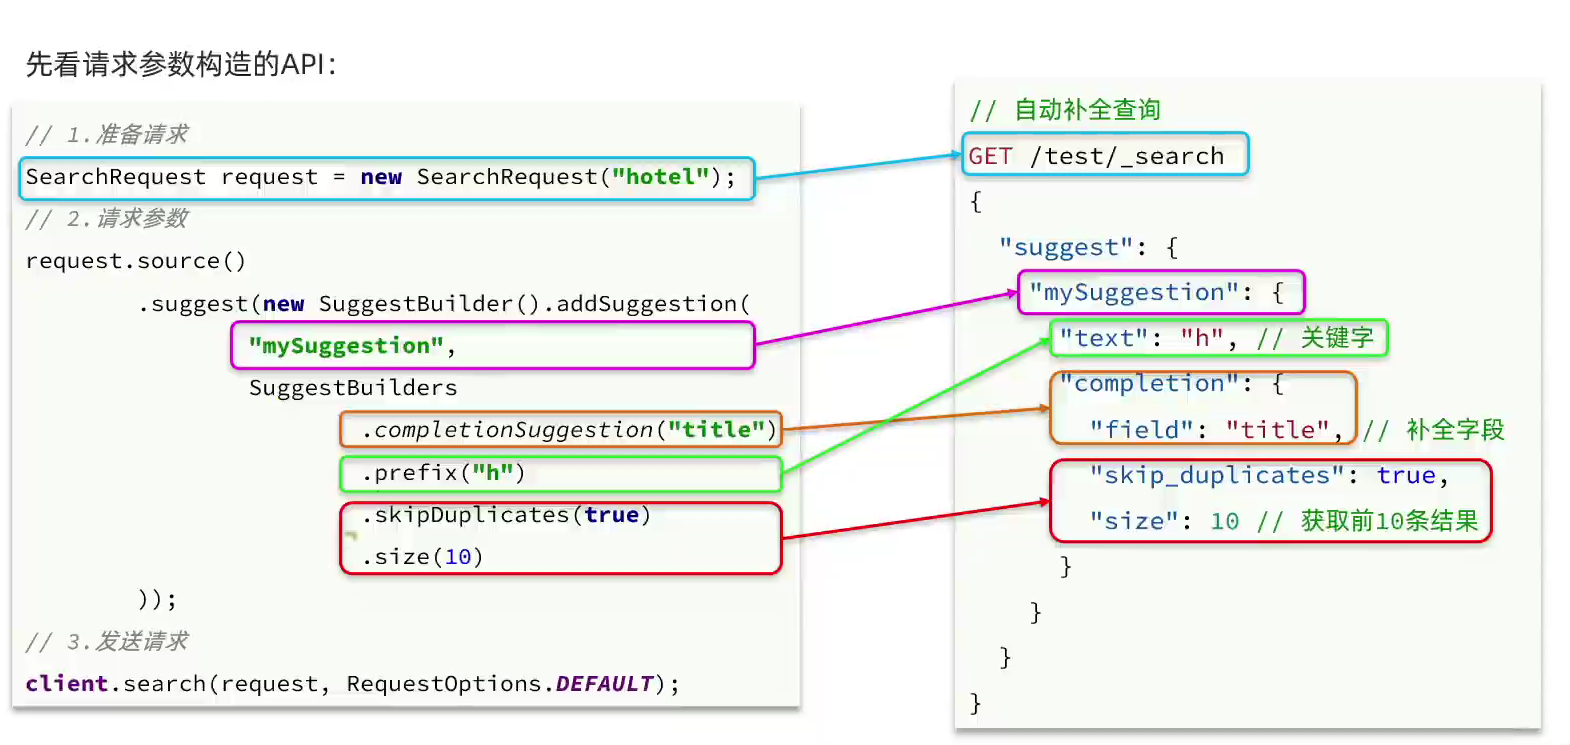 先看请求参数构造的API：
// 1.准备请求
SearchRequest request = new SearchRequest("hotel");
// 2.请求参数
request.source()
.suggest(new SuggestBuilder().addSuggestion(
"mySuggestion",
SuggestBuilders
.completionSuggestion("title")
.prefix("h")
.skipDuplicates(true)
.size(10)
));
// 3.发送请求
client.search(request, RequestOptions.DEFAULT);
// 自动补全查询
GET /test/_search
{
"suggest": {
"mySuggestion": {
"text": "h", // 关键字
"completion": {
"field": "title", // 补全字段
"skip_duplicates": true,
"size": 10 // 获取前10条结果
}
}
}
}